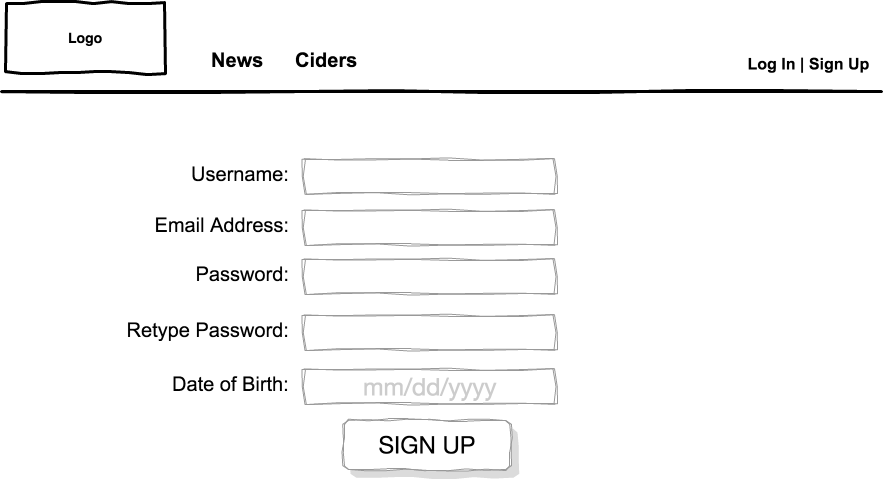 Logo
News Ciders
Log In | Sign Up
Username:
Email Address:
Password:
Retype Password:
Date of Birth: mm/dd/yyyy
SIGN UP